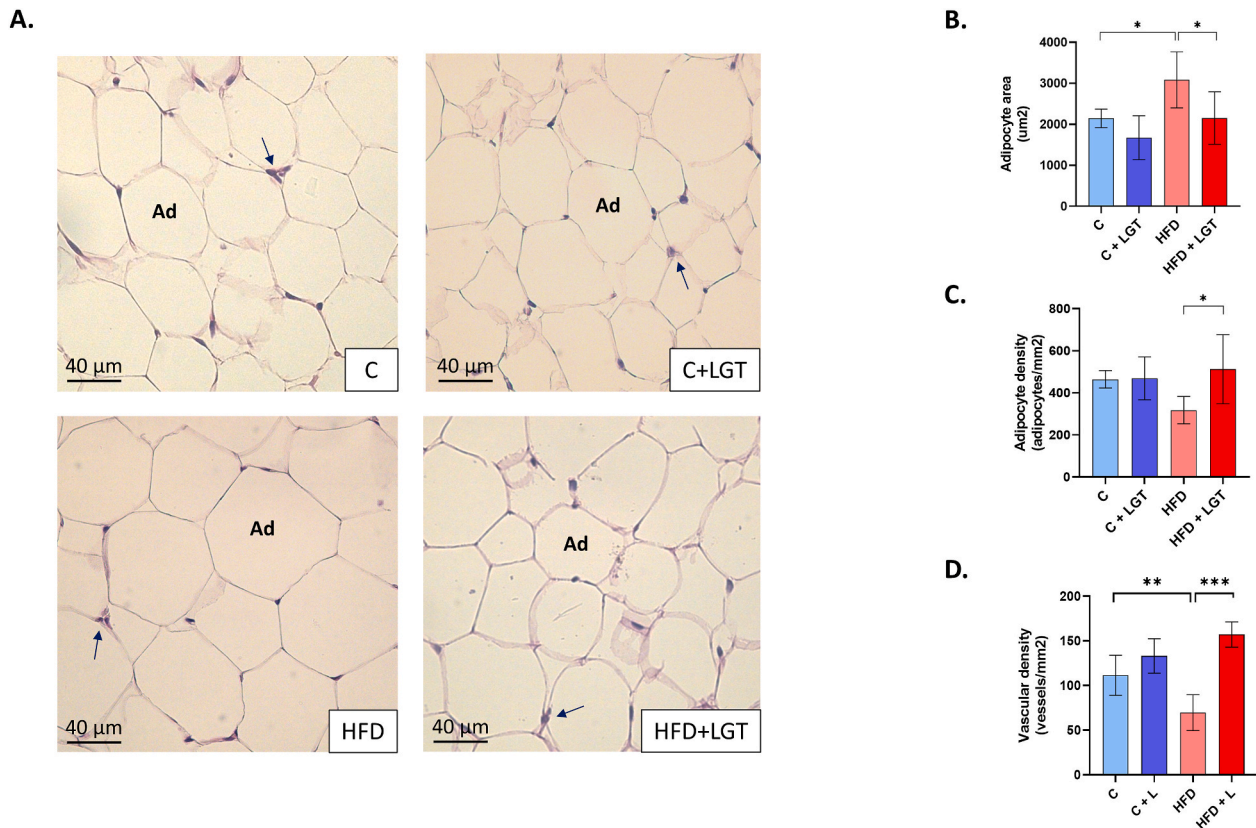 A.
Ad
40 μm
C
Ad
40 μm
C+LGT
Ad
40 μm
HFD
Ad
40 μm
HFD+LGT
B.
* *
4000
3000
2000
1000
0
Adipocyte area
(um2)
C
C + LGT
HFD
HFD + LGT
C.
*
800
600
400
200
0
Adipocyte density
(adipocytes/mm2)
C
C + LGT
HFD
HFD + LGT
D.
** ***
200
150
100
50
0
Vascular density
(vessels/mm2)
C
C + L
HFD
HFD + L